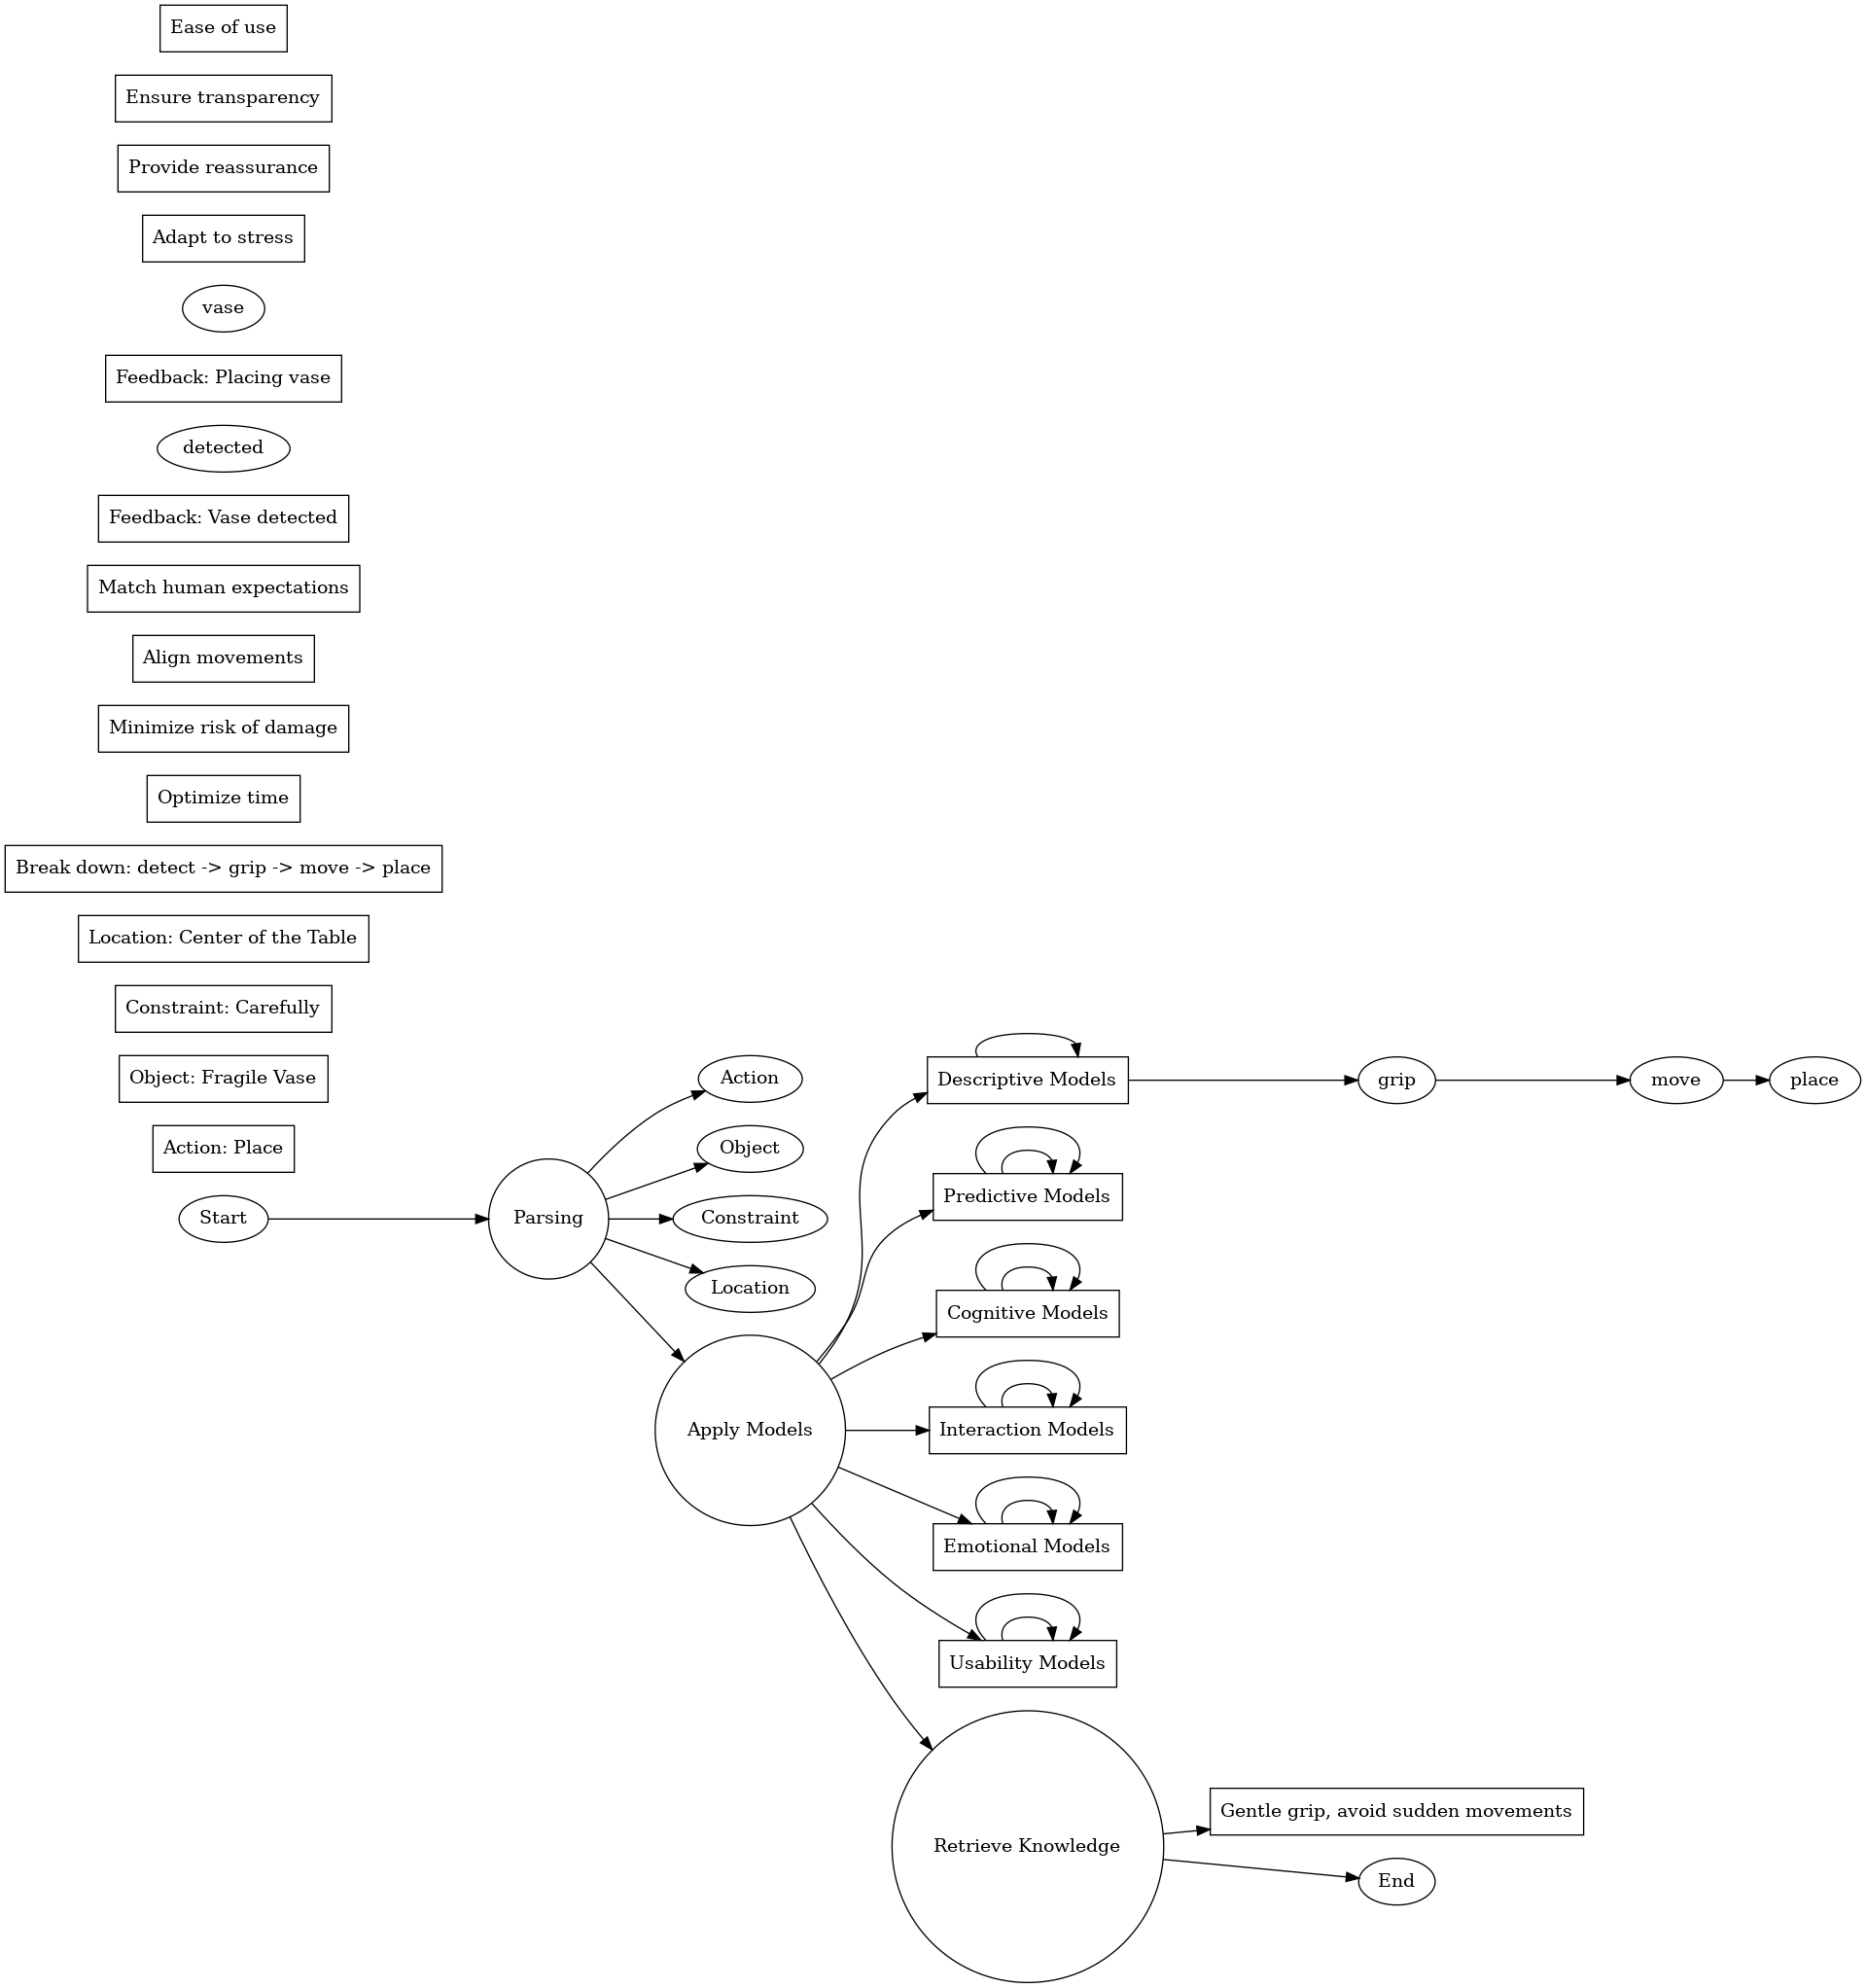 Ease of use
Ensure transparency
Provide reassurance
Adapt to stress
vase
Feedback: Placing vase
detected
Feedback: Vase detected
Match human expectations
Align movements
Minimize risk of damage
Optimize time
Break down: detect -> grip -> move -> place
Location: Center of the Table
Constraint: Carefully
Object: Fragile Vase
Action: Place
Start
Parsing
Action
Object
Constraint
Location
Apply Models
Descriptive Models
grip
move
place
Predictive Models
Cognitive Models
Interaction Models
Emotional Models
Usability Models
Retrieve Knowledge
Gentle grip, avoid sudden movements
End